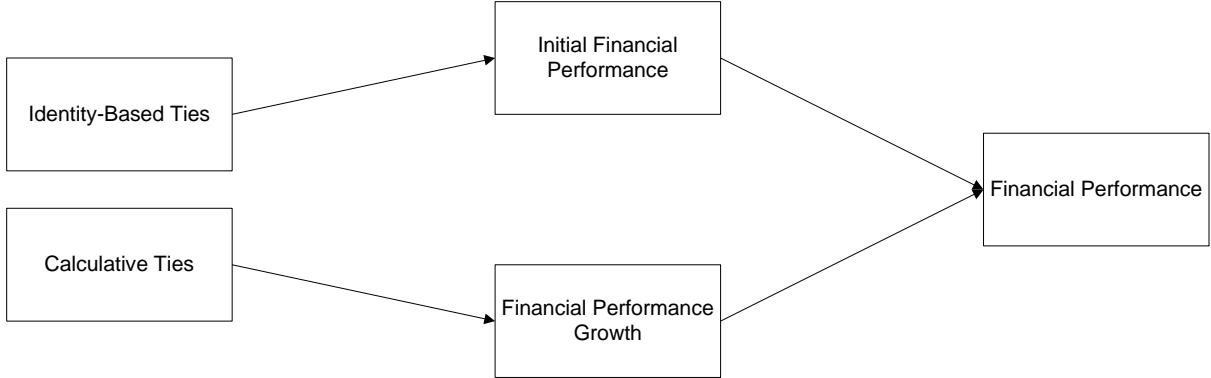 Initial Financial
Performance
Identity-Based Ties
Financial Performance
Calculative Ties
Financial Performance
Growth